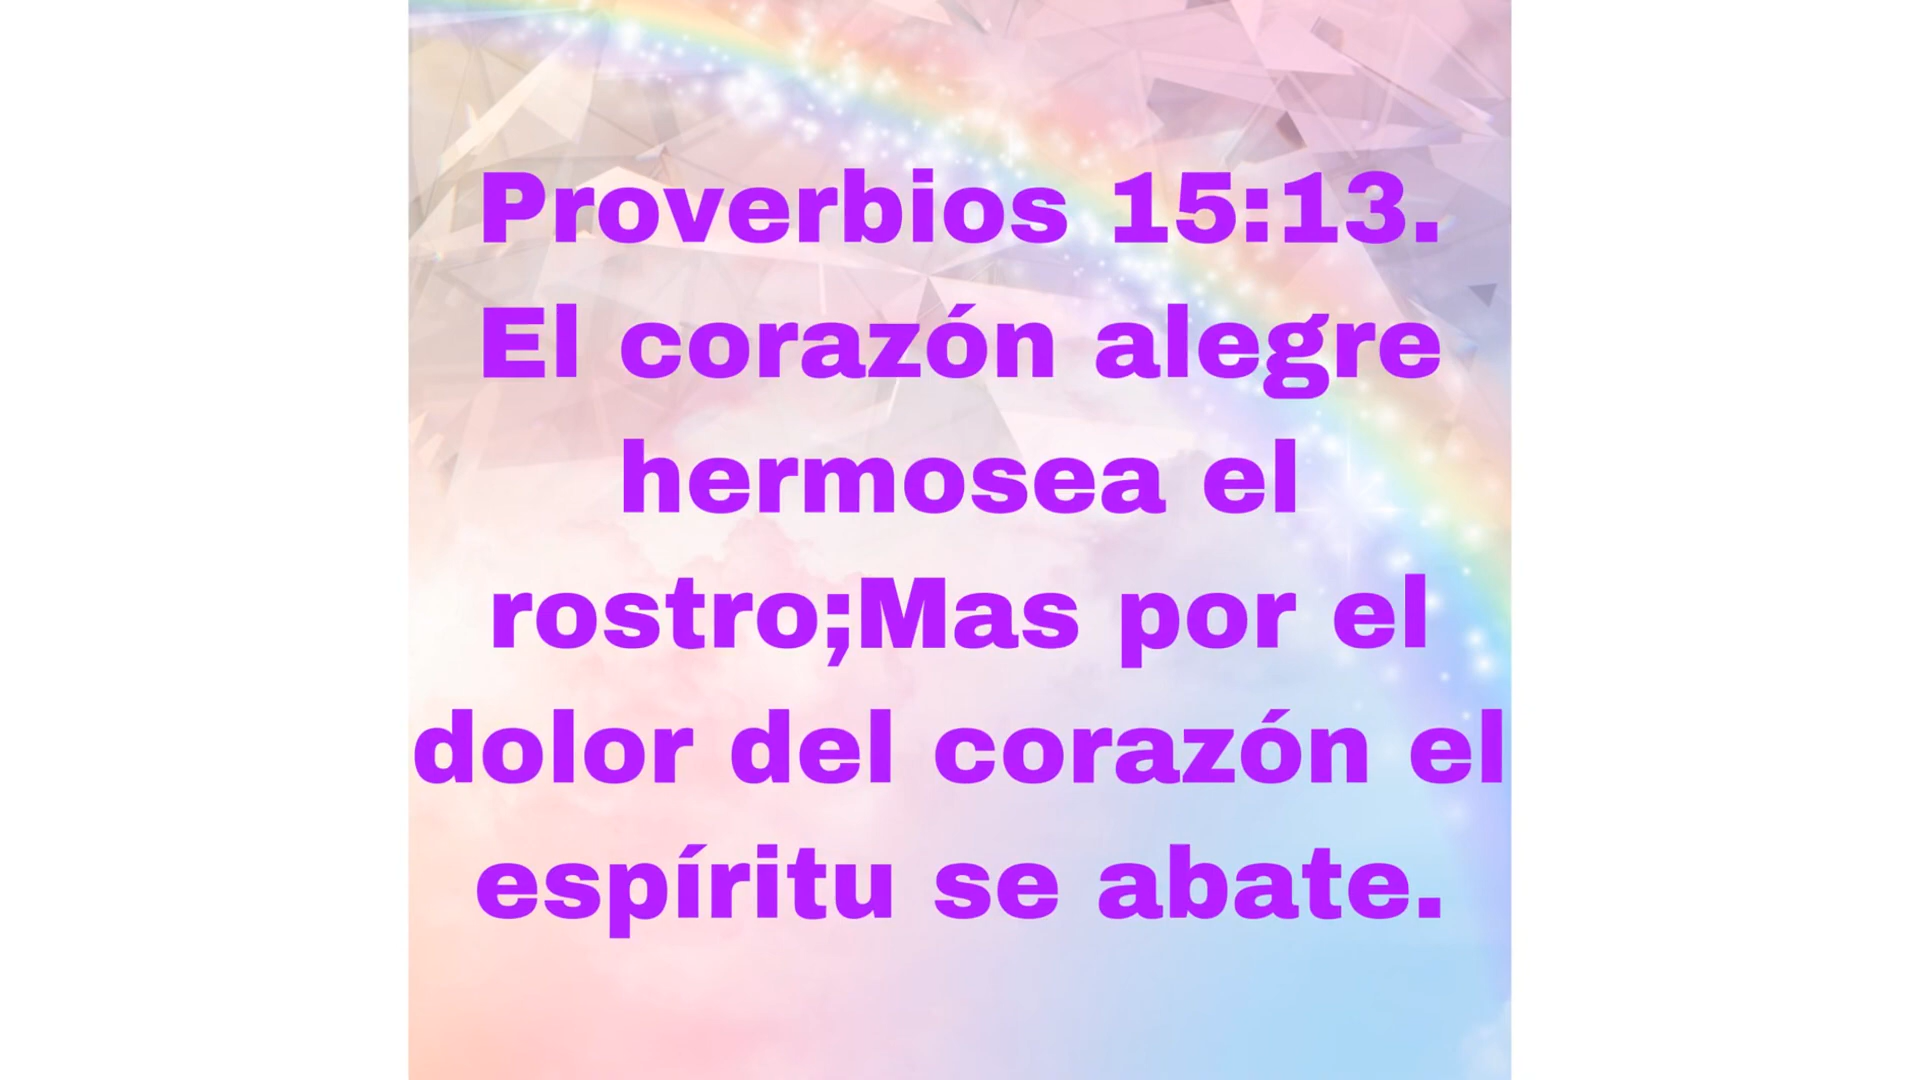 Proverbios 15:13.
El corazón alegre
hermosea el
rostro;Mas por el
dolor del corazón el
espíritu se abate.